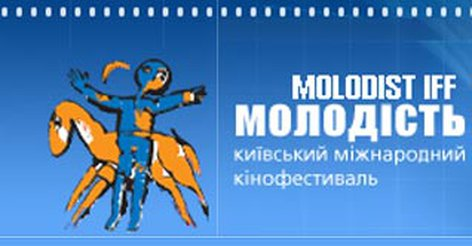 MOLODIST IFF
МОЛОДІСТЬ
київський міжнародний
кінофестиваль